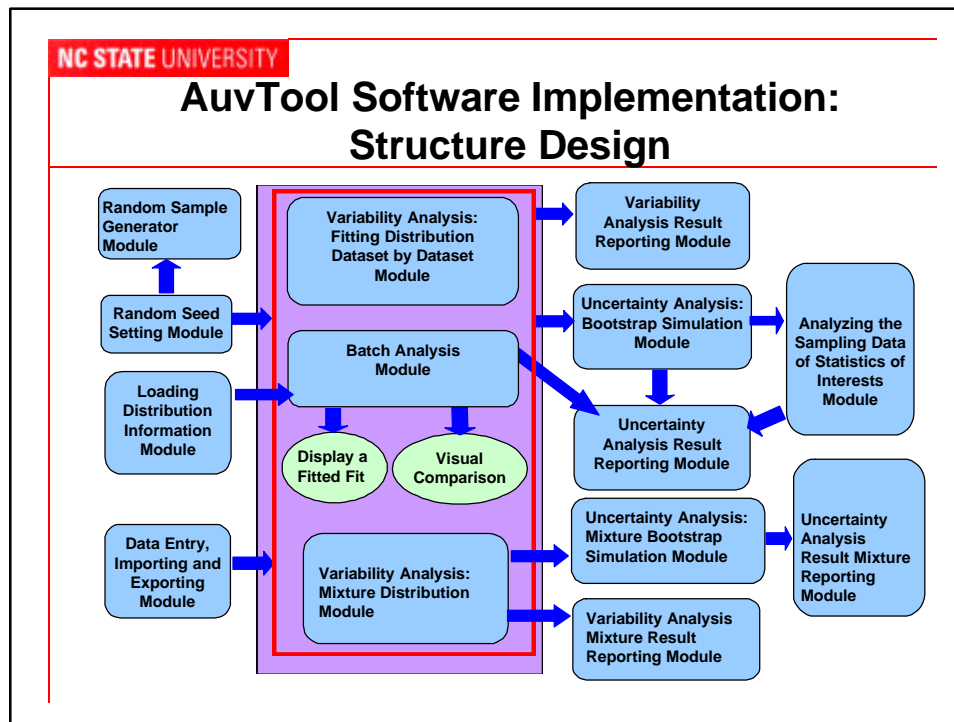 NC STATE UNIVERSITY
AuvTool Software Implementation:
Structure Design
Random Sample
Generator
Module
Random Seed
Setting Module
Loading
Distribution
Information
Module
Data Entry,
Importing and
Exporting
Module
Variability Analysis:
Fitting Distribution
Dataset by Dataset
Module
Batch Analysis
Module
Display a
Fitted Fit
Visual
Comparison
Variability Analysis:
Mixture Distribution
Module
Variability
Analysis Result
Reporting Module
Uncertainty Analysis:
Bootstrap Simulation
Module
Analyzing the
Sampling Data
of Statistics of
Interests
Module
Uncertainty
Analysis Result
Reporting Module
Uncertainty Analysis:
Mixture Bootstrap
Simulation Module
Uncertainty
Analysis
Result Mixture
Reporting
Module
Variability Analysis
Mixture Result
Reporting Module